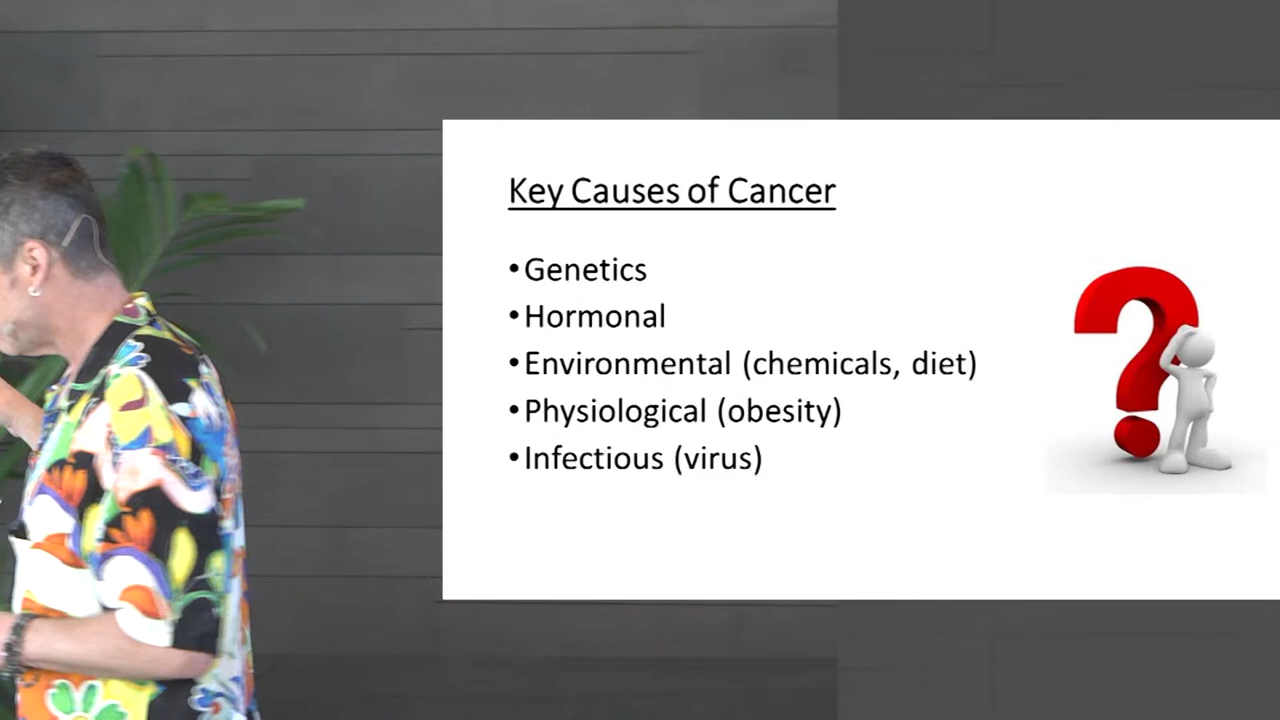 Key Causes of Cancer
•Genetics
•Hormonal
•Environmental (chemicals, diet)
•Physiological (obesity)
•Infectious (virus)